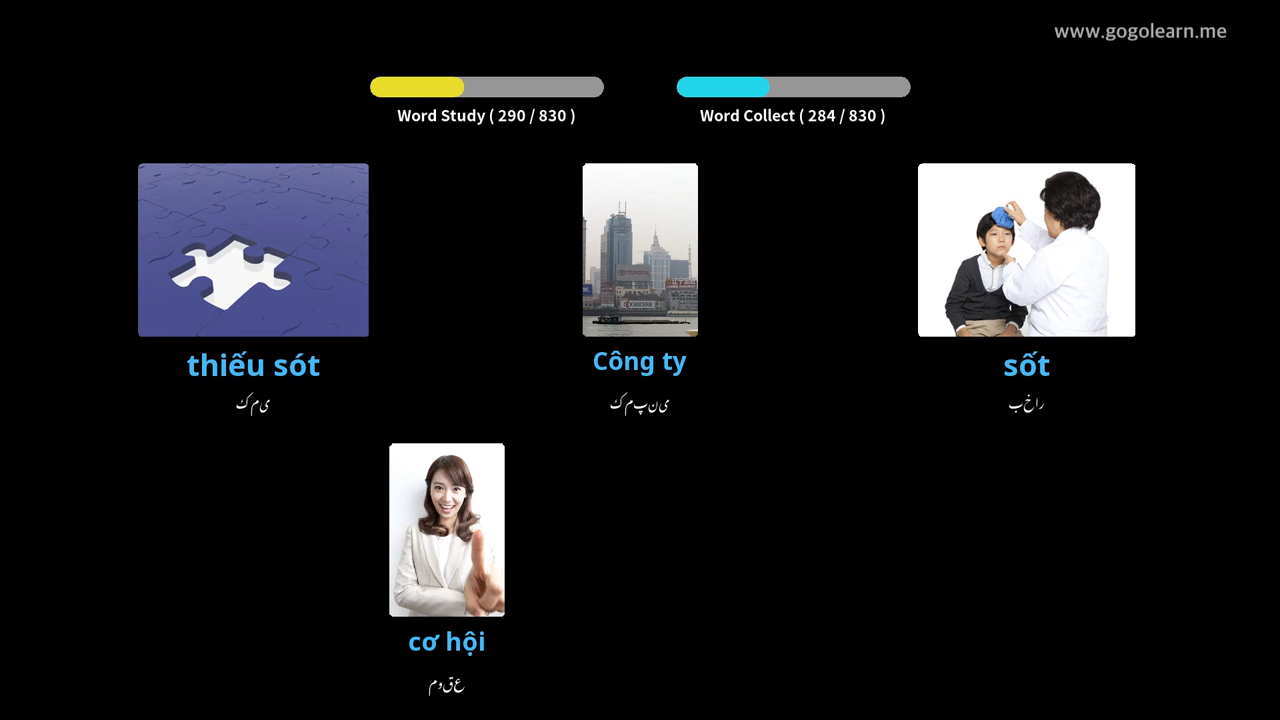 www.gogolearn.me
Word Study ( 290 / 830 )
Word Collect ( 284 / 830 )
TOYOTA
thiếu sót
Công ty
sốt
کمی
کمپنی
بخار
cơ hội
موقع